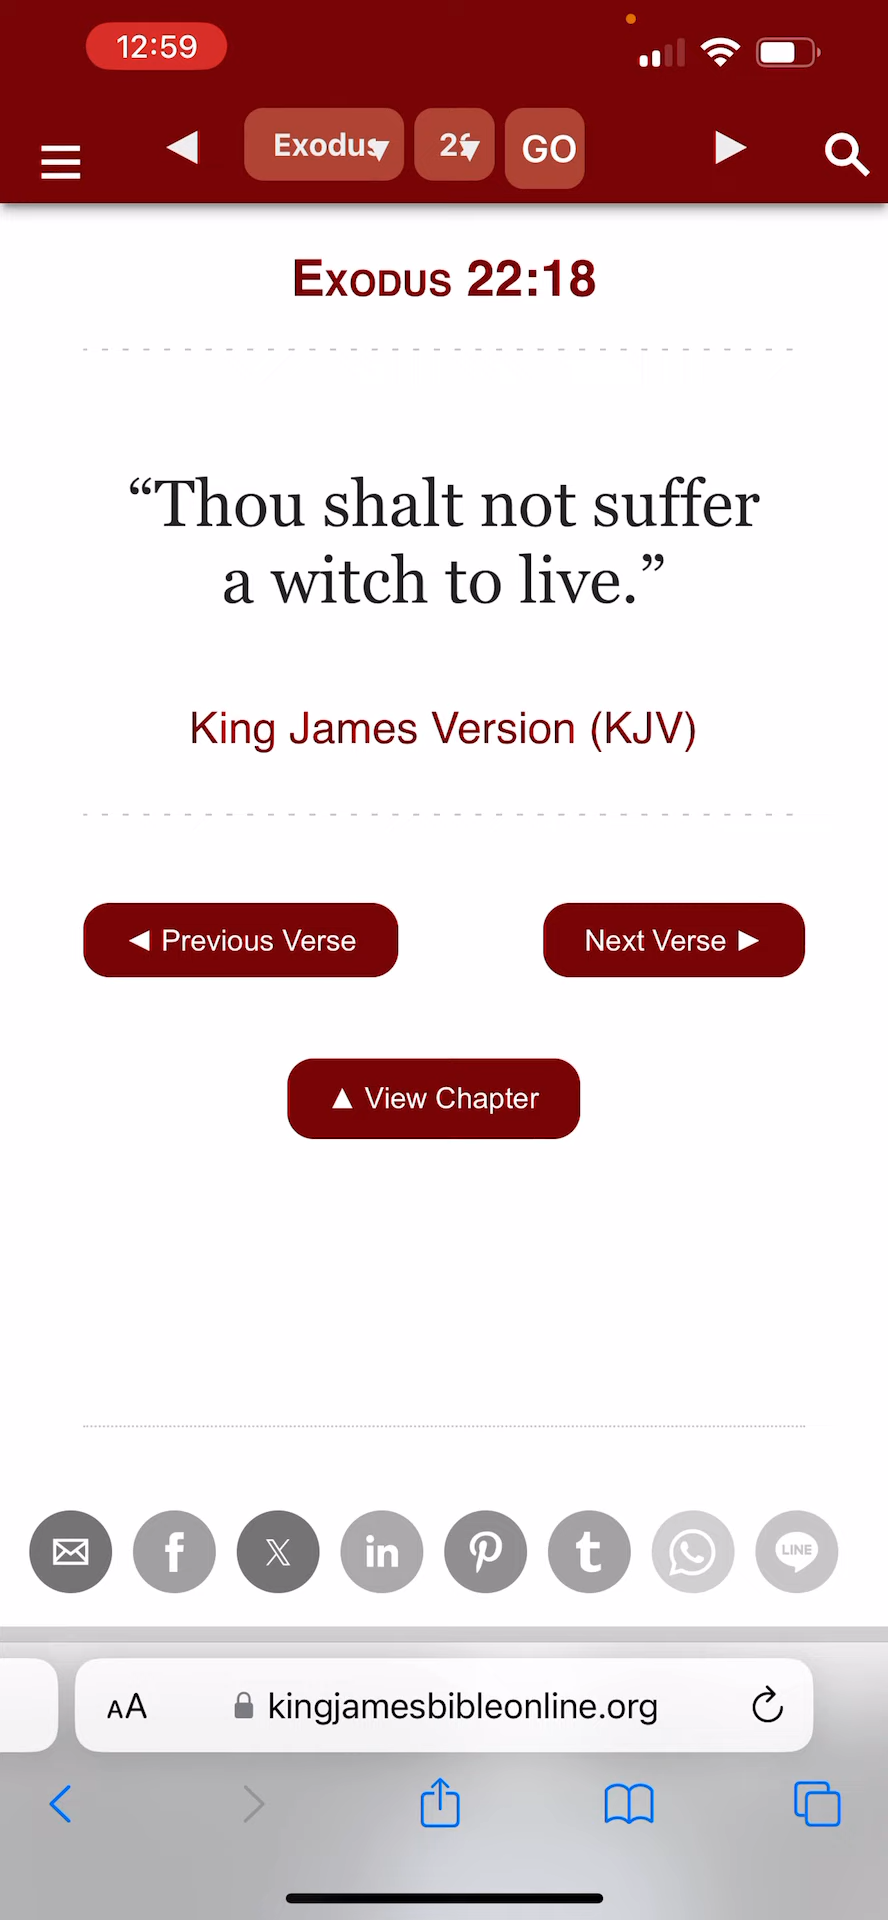 12:59
Exodus
GO
EXODUS 22:18
“Thou shalt not suffer
a witch to live.”
King James Version (KJV)
◄ Previous Verse
Next Verse ►
▲ View Chapter
f
X
in
t
LINE
AA
kingjamesbibleonline.org